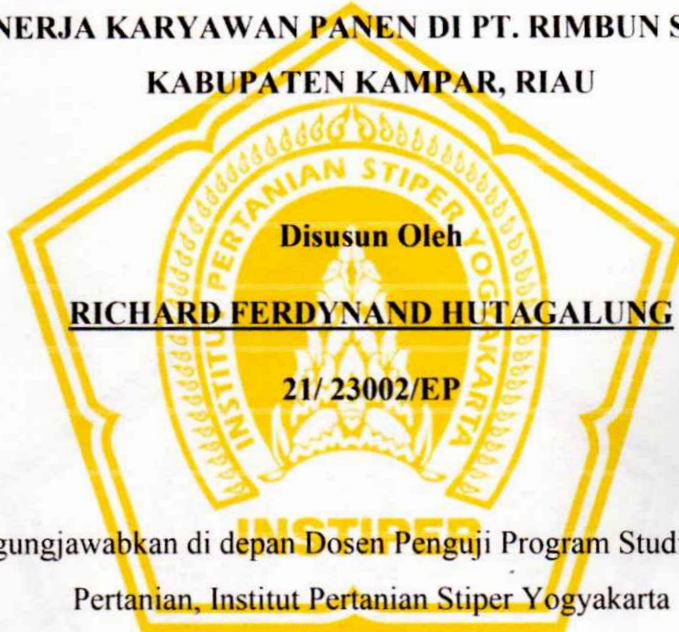 NERJA KARYAWAN PANEN DI PT. RIMBUN S
KABUPATEN KAMPAR, RIAU
INSTITUT PERTANIAN STIPER YOGYAKARTA
Disusun Oleh
RICHARD FERDYNAND HUTAGALUNG
21/ 23002/EP
INSTIPER
gungjawabkan di depan Dosen Penguji Program Studi
Pertanian, Institut Pertanian Stiper Yogyakarta